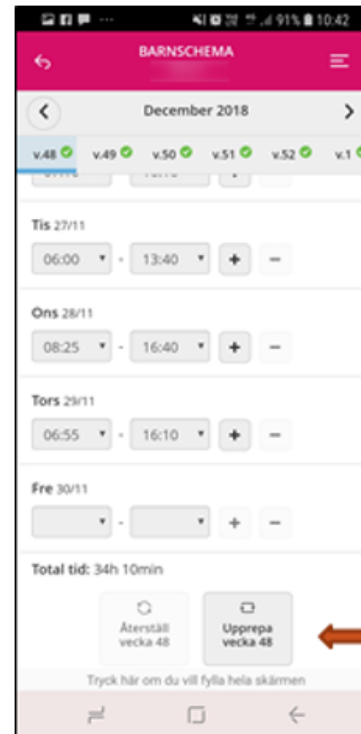 91% 10:42
BARNSCHEMA
December 2018
v.48 v.49 v.50 v.51 v.52 v.1
Tis 27/11
06:00 - 13:40 + -
Ons 28/11
08:25 - 16:40 + -
Tors 29/11
06:55 - 16:10 + -
Fre 30/11
- + -
Total tid: 34h 10min
Återställ
vecka 48
Upprepa
vecka 48
Tryck här om du vill fylla hela skärmen